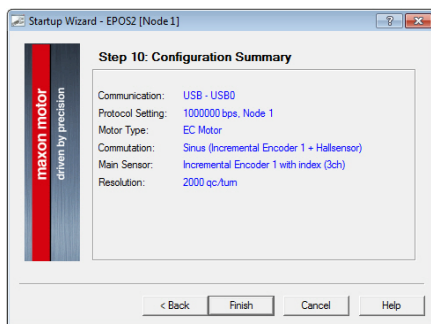 Startup Wizard - EPOS2 [Node 1]
Step 10: Configuration Summary
maxon motor
driven by precision
Communication: USB - USB0
Protocol Setting: 1000000 bps, Node 1
Motor Type: EC Motor
Commutation: Sinus (Incremental Encoder 1 + Hallsensor)
Main Sensor: Incremental Encoder 1 with index (3ch)
Resolution: 2000 qc/turn
< Back Finish Cancel Help